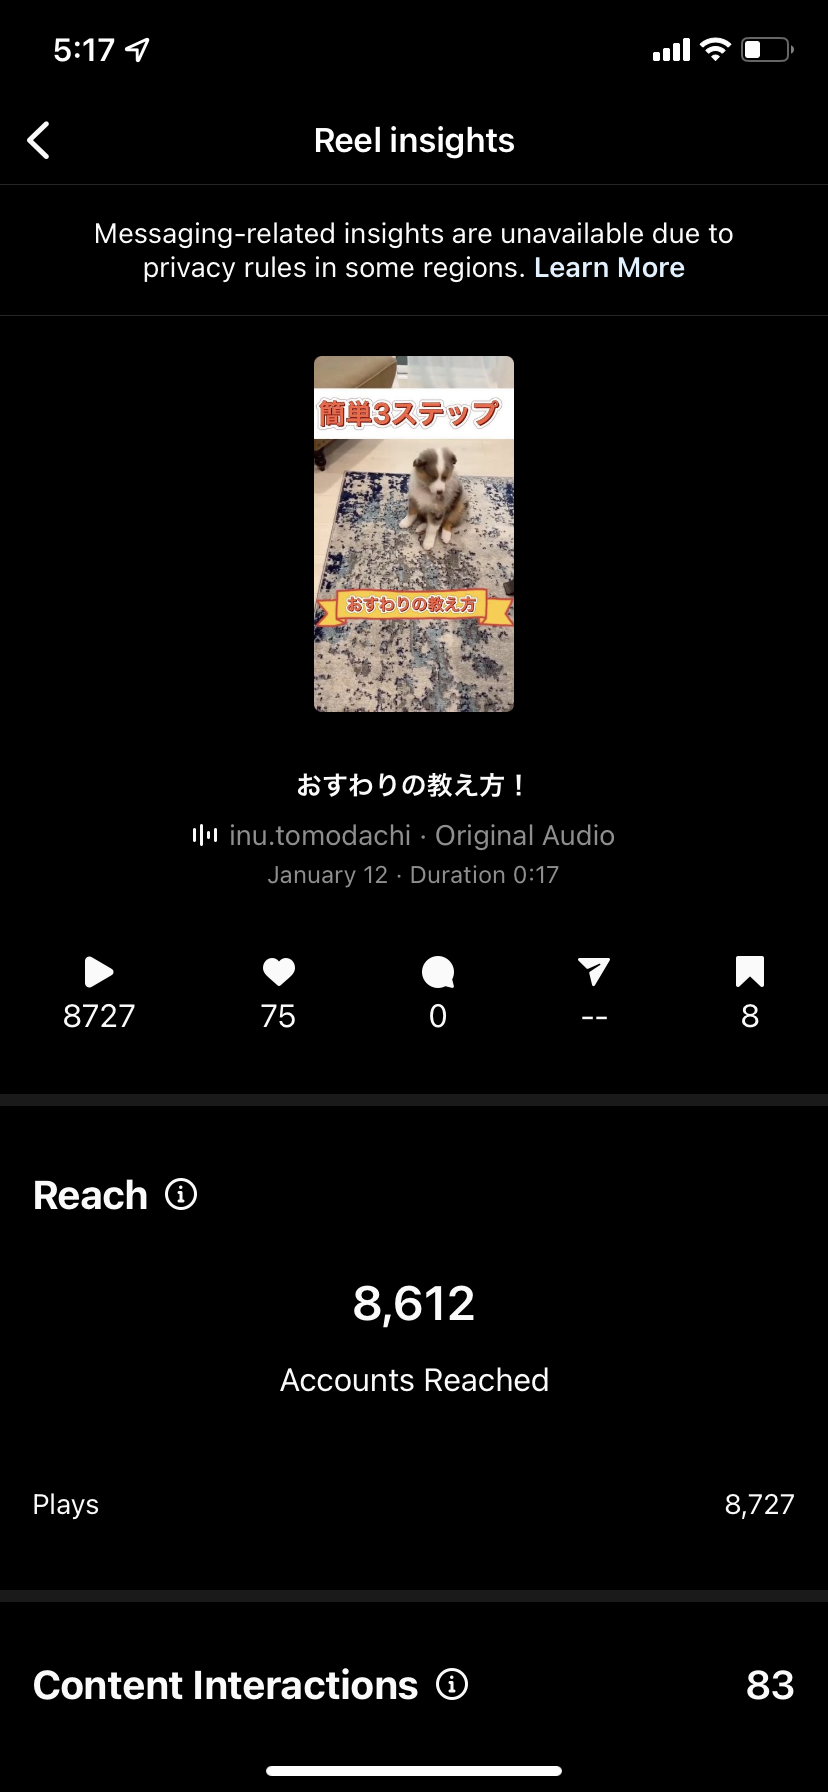 5:17
Reel insights
Messaging-related insights are unavailable due to
privacy rules in some regions. Learn More
簡単3ステップ
おすわりの教え方
おすわりの教え方！
inu.tomodachi · Original Audio
January 12 · Duration 0:17
8727 75 0 -- 8
Reach
8,612
Accounts Reached
Plays 8,727
Content Interactions 83